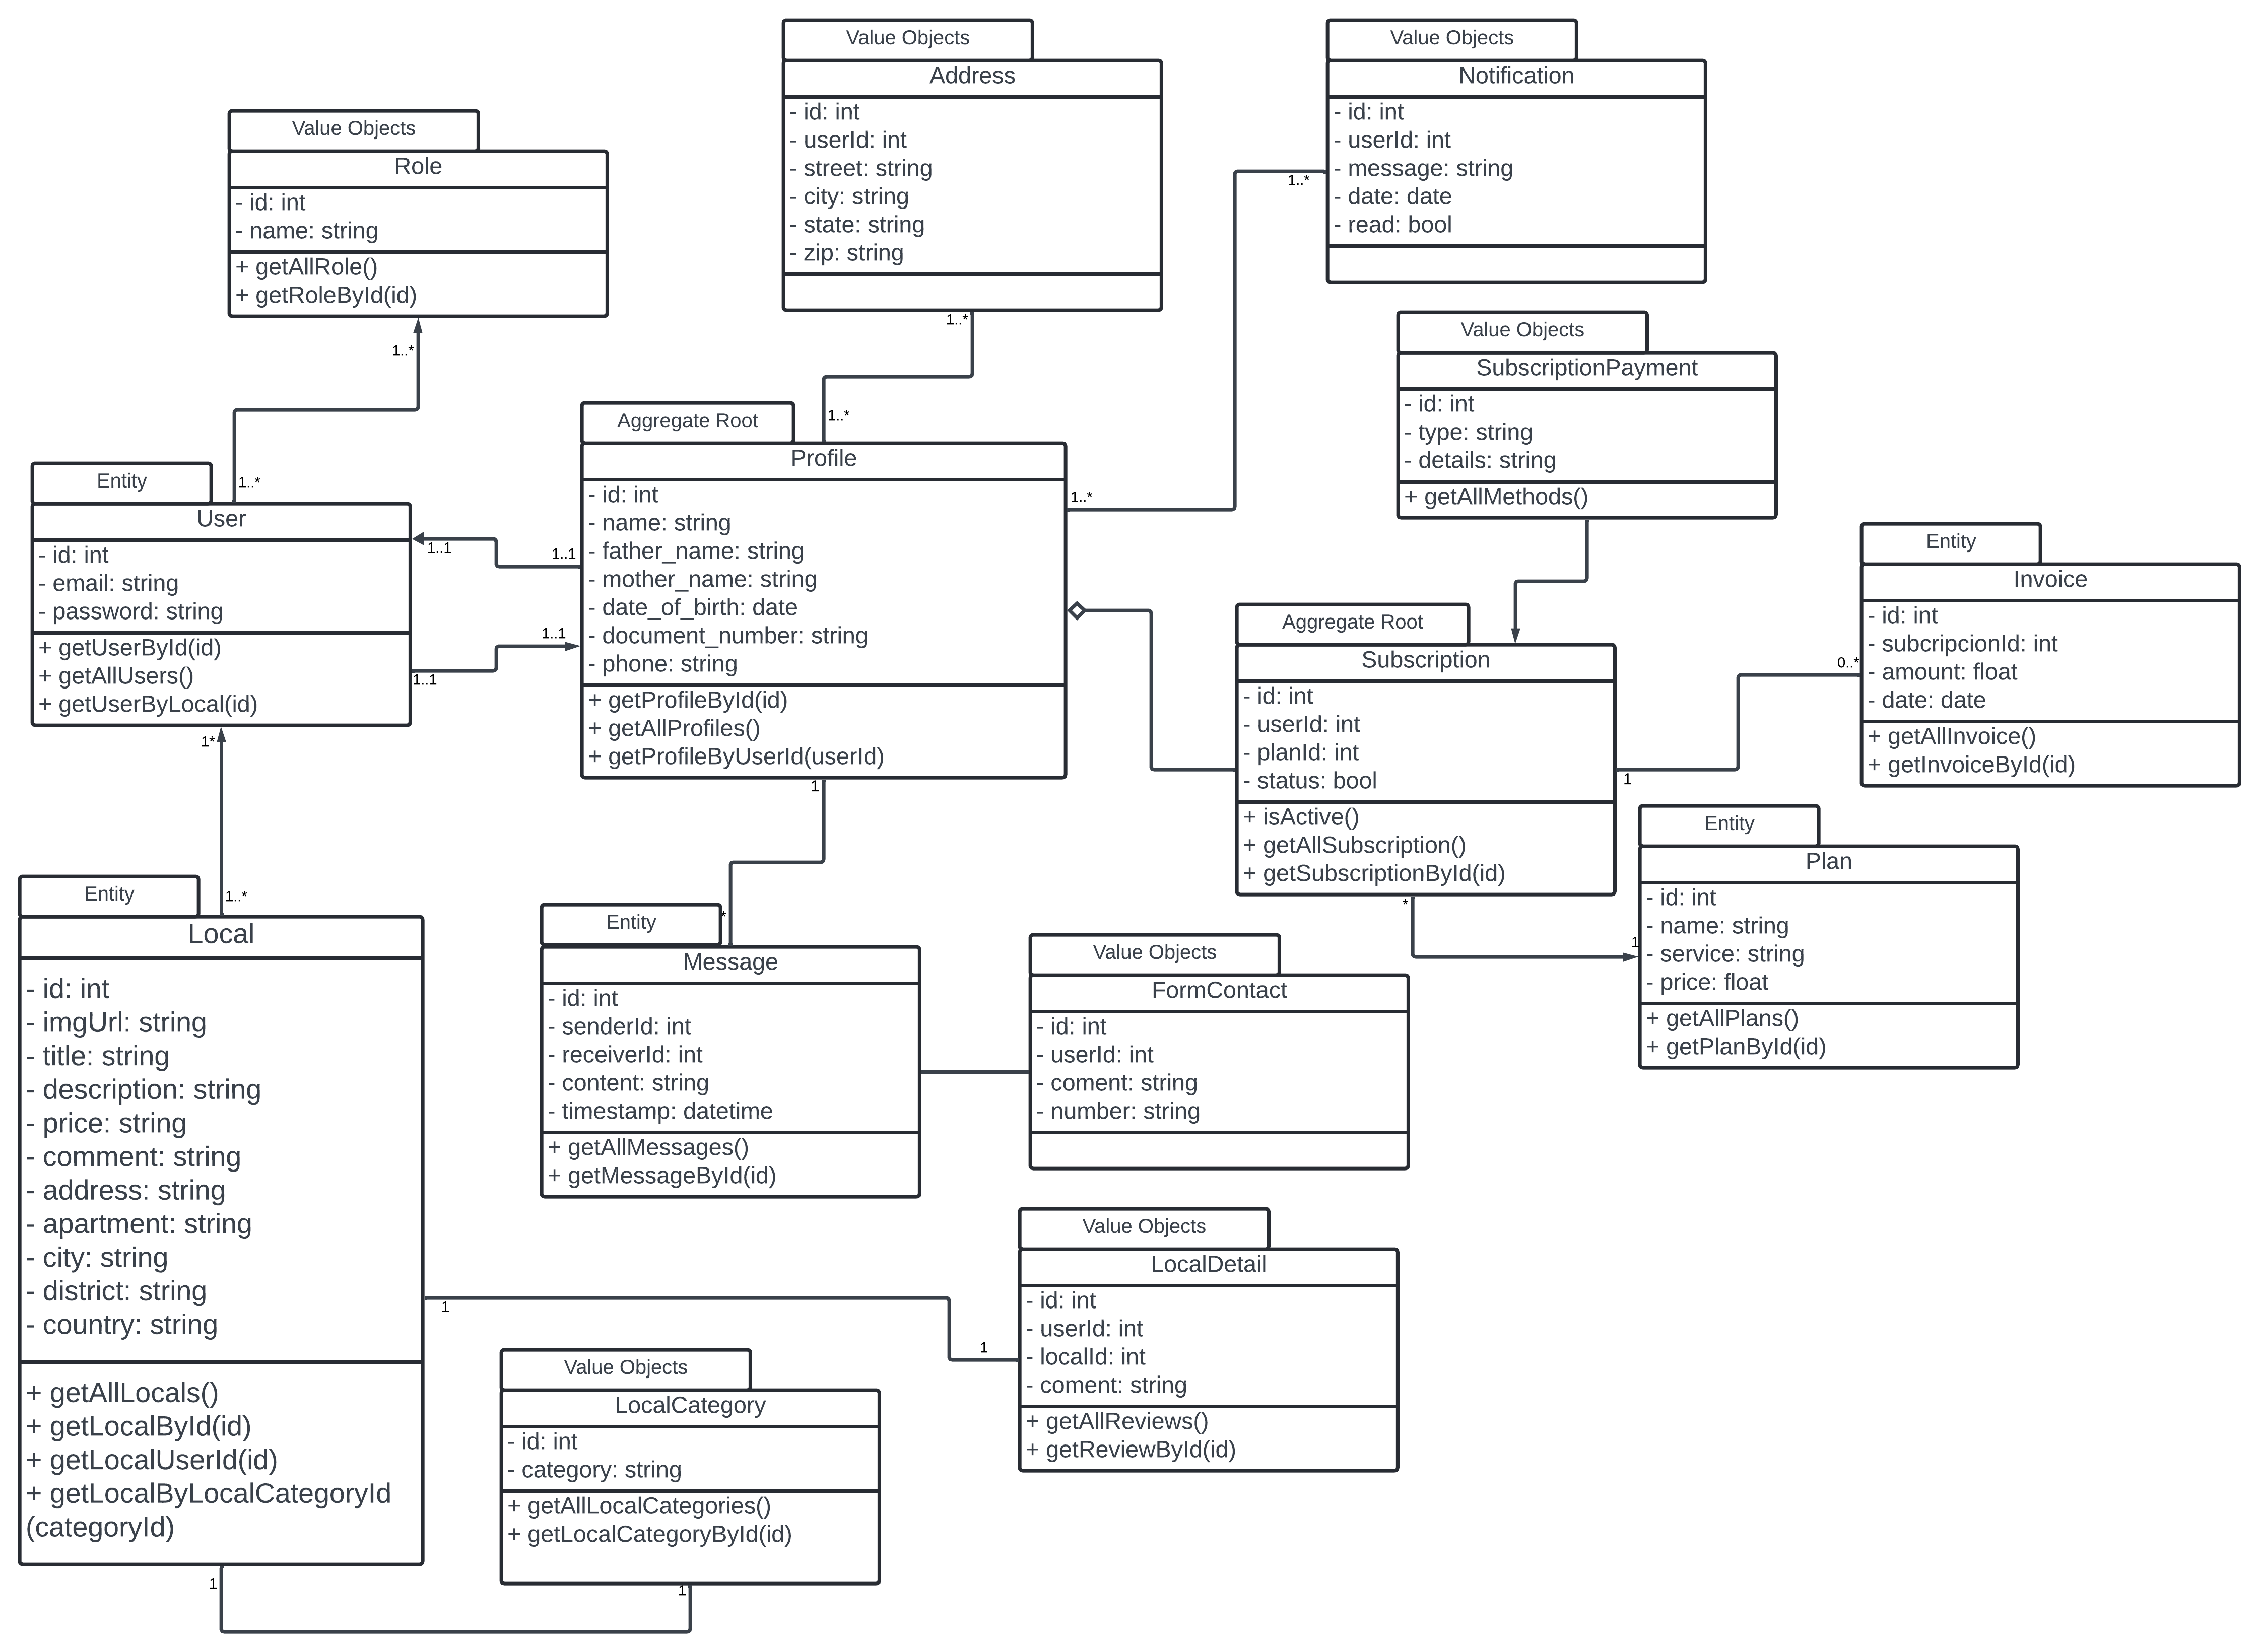 Value Objects
Address
- id: int
- userId: int
- street: string
- city: string
- state: string
- zip: string
1..*
Value Objects
Notification
- id: int
- userId: int
- message: string
- date: date
- read: bool
1..*
Value Objects
Role
- id: int
- name: string
+ getAllRole()
+ getRoleById(id)
1..*
1..*
Value Objects
SubscriptionPayment
- id: int
- type: string
- details: string
+ getAllMethods()
Entity
User
- id: int
- email: string
- password: string
+ getUserById(id)
+ getAllUsers()
+ getUserByLocal(id)
1..1
1..1
1..1
1..1
1*
1..*
Aggregate Root
1..*
Profile
- id: int
- name: string
- father_name: string
- mother_name: string
- date_of_birth: date
- document_number: string
- phone: string
+ getProfileById(id)
+ getAllProfiles()
+ getProfileByUserId(userId)
1..*
1
*
Aggregate Root
Subscription
- id: int
- userId: int
- planId: int
- status: bool
+ isActive()
+ getAllSubscription()
+ getSubscriptionById(id)
1
0..*
*
1
Entity
Invoice
- id: int
- subcripcionId: int
- amount: float
- date: date
+ getAllInvoice()
+ getInvoiceById(id)
Entity
Plan
- id: int
- name: string
- service: string
- price: float
+ getAllPlans()
+ getPlanById(id)
Entity
Local
- id: int
- imgUrl: string
- title: string
- description: string
- price: string
- comment: string
- address: string
- apartment: string
- city: string
- district: string
- country: string
+ getAllLocals()
+ getLocalById(id)
+ getLocalUserId(id)
+ getLocalByLocalCategoryId
(categoryId)
1
1
1
1
Entity
Message
- id: int
- senderId: int
- receiverId: int
- content: string
- timestamp: datetime
+ getAllMessages()
+ getMessageById(id)
Value Objects
FormContact
- id: int
- userId: int
- coment: string
- number: string
Value Objects
LocalDetail
- id: int
- userId: int
- localId: int
- coment: string
+ getAllReviews()
+ getReviewById(id)
Value Objects
LocalCategory
- id: int
- category: string
+ getAllLocalCategories()
+ getLocalCategoryById(id)